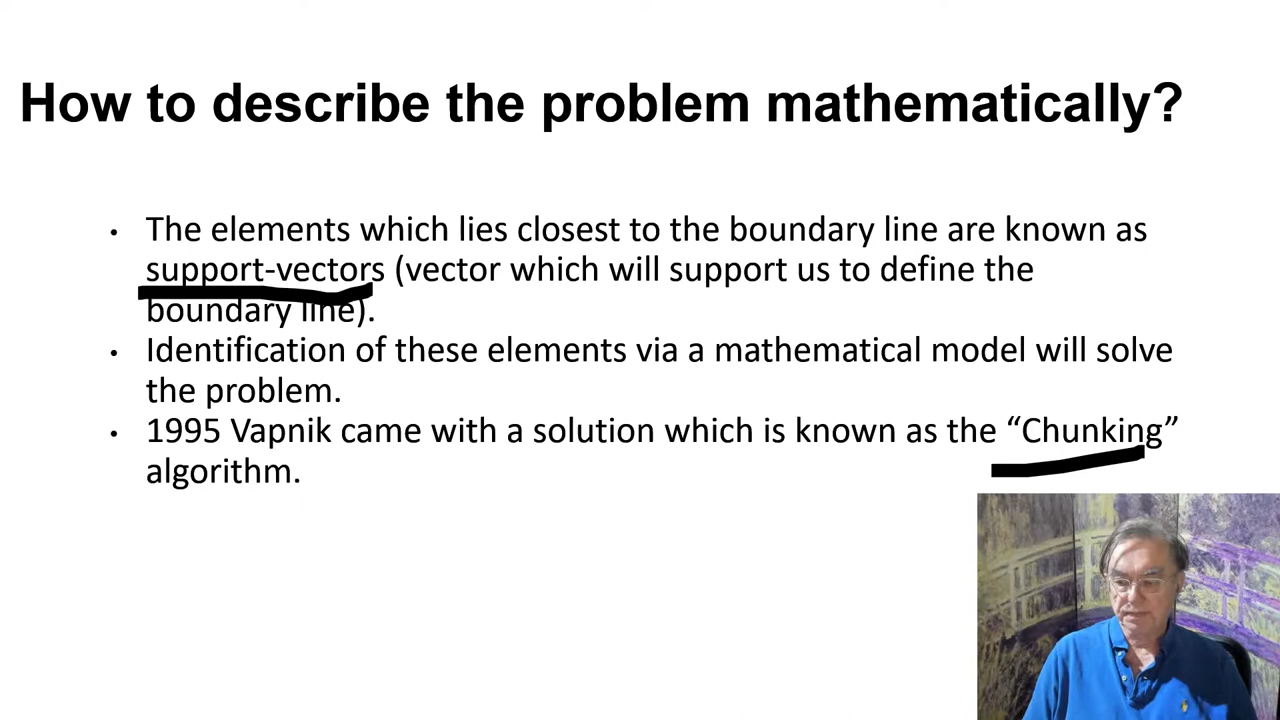 How to describe the problem mathematically?
• The elements which lies closest to the boundary line are known as
support-vectors (vector which will support us to define the
boundary line).
• Identification of these elements via a mathematical model will solve
the problem.
• 1995 Vapnik came with a solution which is known as the “Chunking”
algorithm.